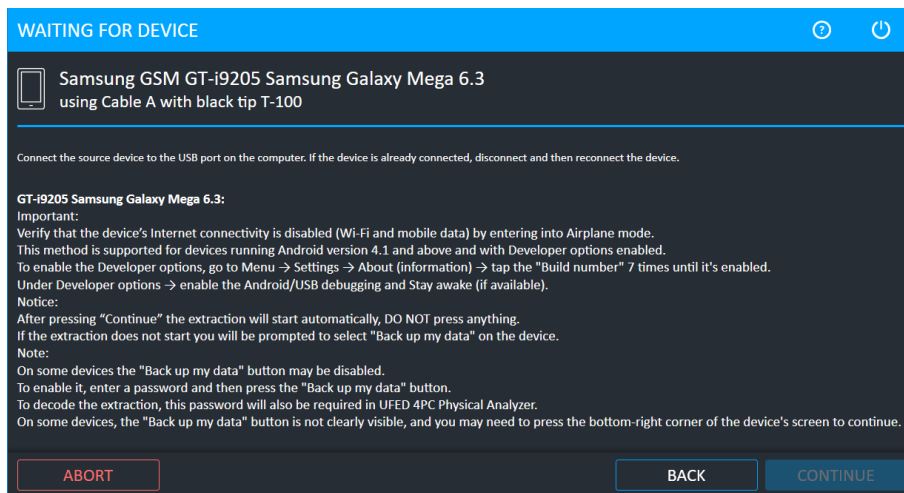 WAITING FOR DEVICE
Samsung GSM GT-i9205 Samsung Galaxy Mega 6.3
using Cable A with black tip T-100
Connect the source device to the USB port on the computer. If the device is already connected, disconnect and then reconnect the device.
GT-i9205 Samsung Galaxy Mega 6.3:
Important:
Verify that the device's Internet connectivity is disabled (Wi-Fi and mobile data) by entering into Airplane mode.
This method is supported for devices running Android version 4.1 and above and with Developer options enabled.
To enable the Developer options, go to Menu → Settings → About (information) → tap the "Build number" 7 times until it's enabled.
Under Developer options → enable the Android/USB debugging and Stay awake (if available).
Notice:
After pressing “Continue” the extraction will start automatically, DO NOT press anything.
If the extraction does not start you will be prompted to select "Back up my data" on the device.
Note:
On some devices the "Back up my data" button may be disabled.
To enable it, enter a password and then press the "Back up my data" button.
To decode the extraction, this password will also be required in UFED 4PC Physical Analyzer.
On some devices, the "Back up my data" button is not clearly visible, and you may need to press the bottom-right corner of the device's screen to continue.
ABORT
BACK
CONTINUE